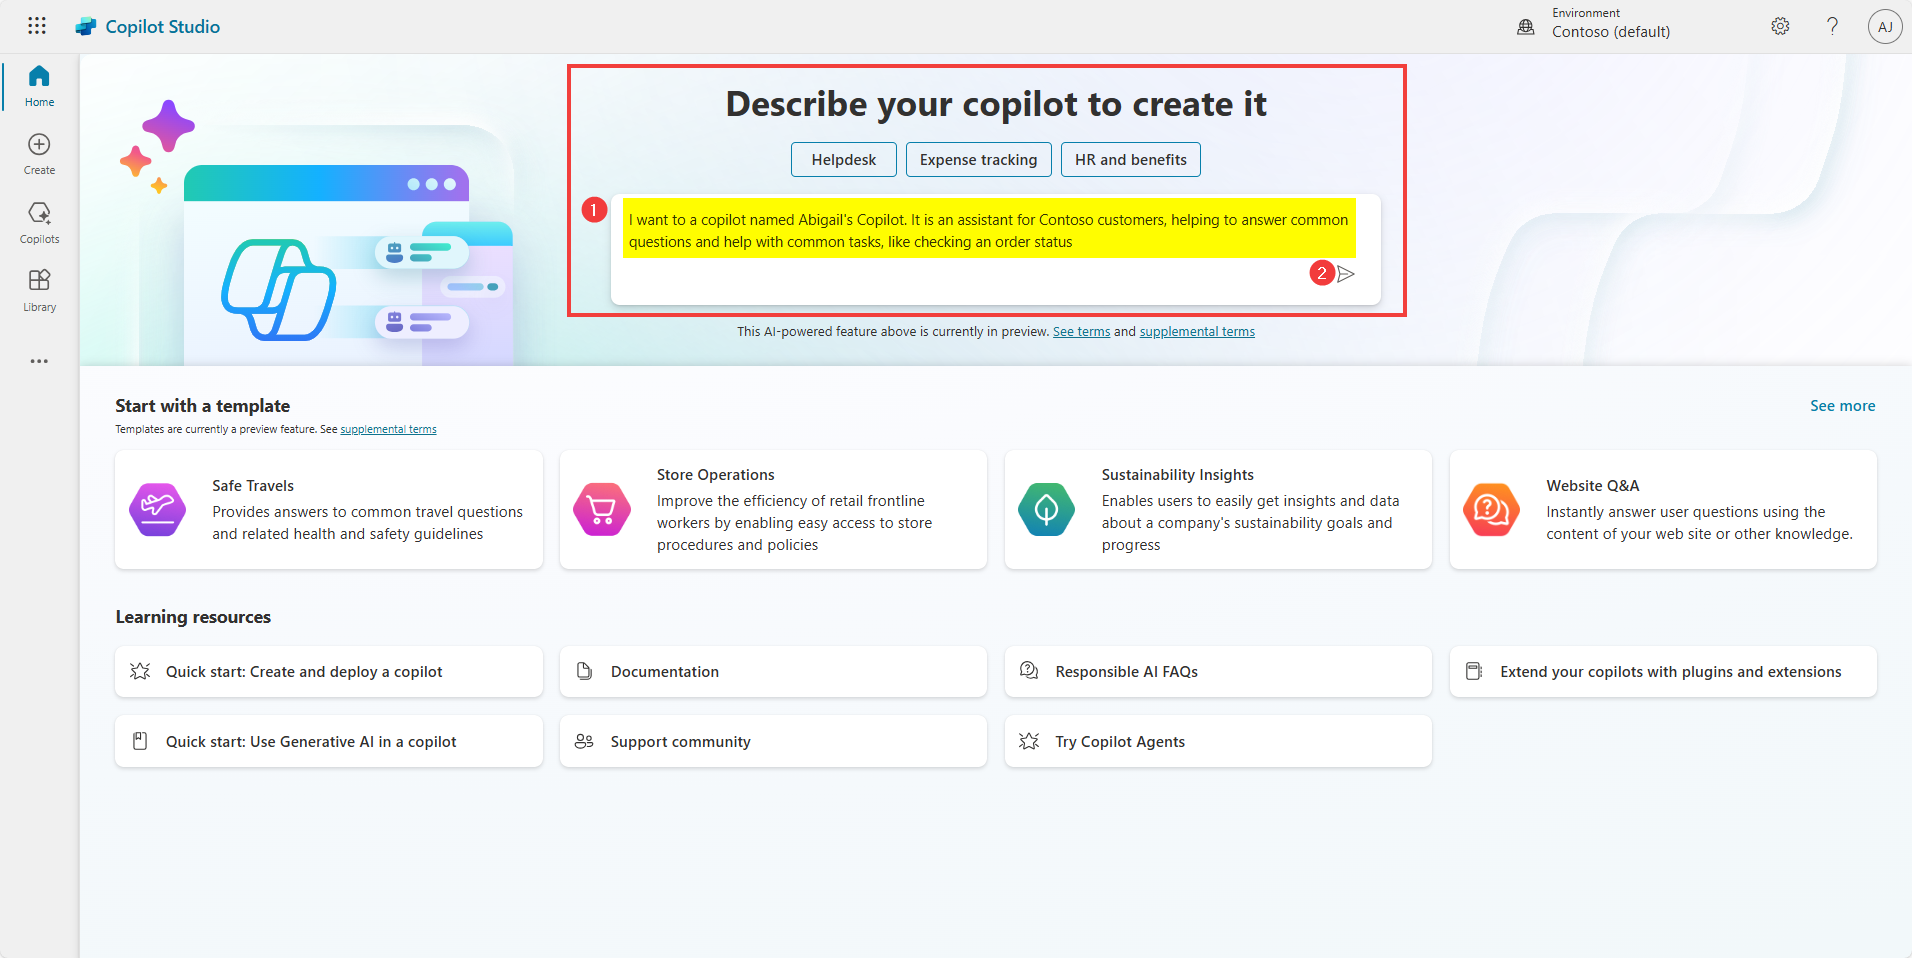 Copilot Studio
Environment
Contoso (default)
AJ
Home
Create
Copilots
Library
Describe your copilot to create it
Helpdesk
Expense tracking
HR and benefits
1
I want to a copilot named Abigail's Copilot. It is an assistant for Contoso customers, helping to answer common
questions and help with common tasks, like checking an order status
2
This AI-powered feature above is currently in preview. See terms and supplemental terms
Start with a template
See more
Templates are currently a preview feature. See supplemental terms
Safe Travels
Provides answers to common travel questions
and related health and safety guidelines
Store Operations
Improve the efficiency of retail frontline
workers by enabling easy access to store
procedures and policies
Sustainability Insights
Enables users to easily get insights and data
about a company's sustainability goals and
progress
Website Q&A
Instantly answer user questions using the
content of your web site or other knowledge.
Learning resources
Quick start: Create and deploy a copilot
Documentation
Responsible AI FAQs
Extend your copilots with plugins and extensions
Quick start: Use Generative AI in a copilot
Support community
Try Copilot Agents